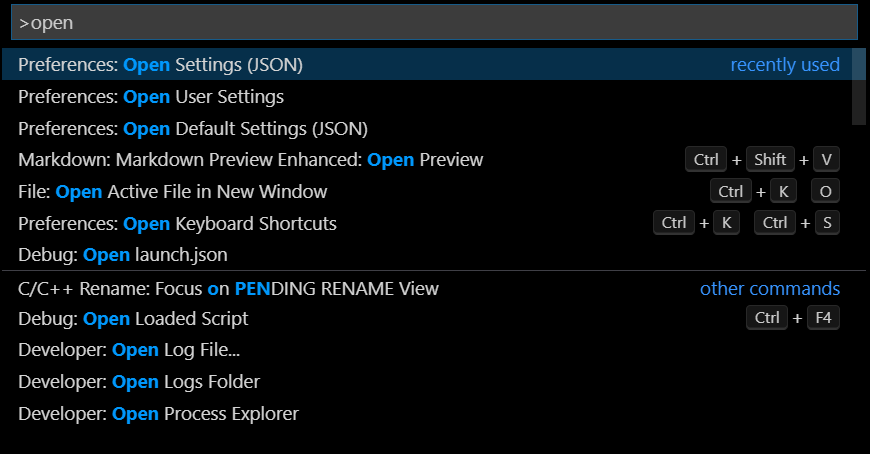 >open
Preferences: Open Settings (JSON) recently used
Preferences: Open User Settings
Preferences: Open Default Settings (JSON)
Markdown: Markdown Preview Enhanced: Open Preview Ctrl + Shift + V
File: Open Active File in New Window Ctrl + K O
Preferences: Open Keyboard Shortcuts Ctrl + K Ctrl + S
Debug: Open launch.json
C/C++ Rename: Focus on PENDING RENAME View other commands
Debug: Open Loaded Script Ctrl + F4
Developer: Open Log File...
Developer: Open Logs Folder
Developer: Open Process Explorer